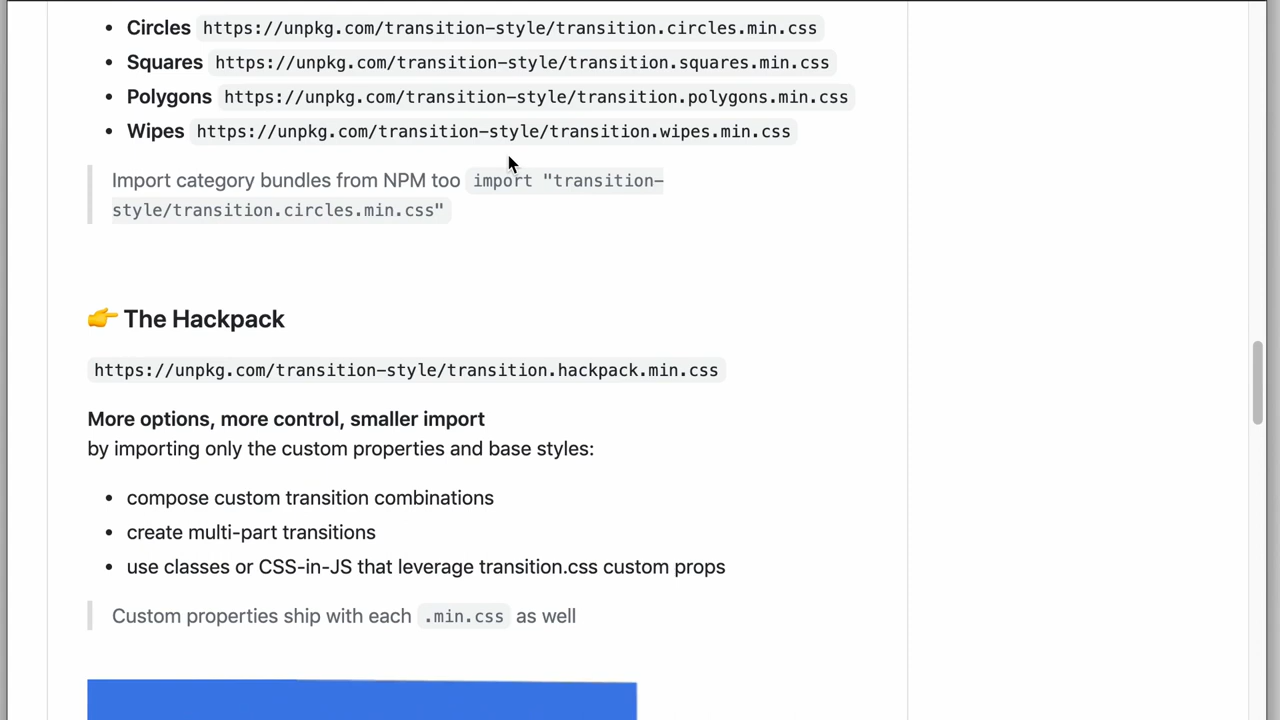 • Circles https://unpkg.com/transition-style/transition.circles.min.css
• Squares https://unpkg.com/transition-style/transition.squares.min.css
• Polygons https://unpkg.com/transition-style/transition.polygons.min.css
• Wipes https://unpkg.com/transition-style/transition.wipes.min.css
Import category bundles from NPM too import "transition-
style/transition.circles.min.css"
👉 The Hackpack
https://unpkg.com/transition-style/transition.hackpack.min.css
More options, more control, smaller import
by importing only the custom properties and base styles:
• compose custom transition combinations
• create multi-part transitions
• use classes or CSS-in-JS that leverage transition.css custom props
Custom properties ship with each .min.css as well